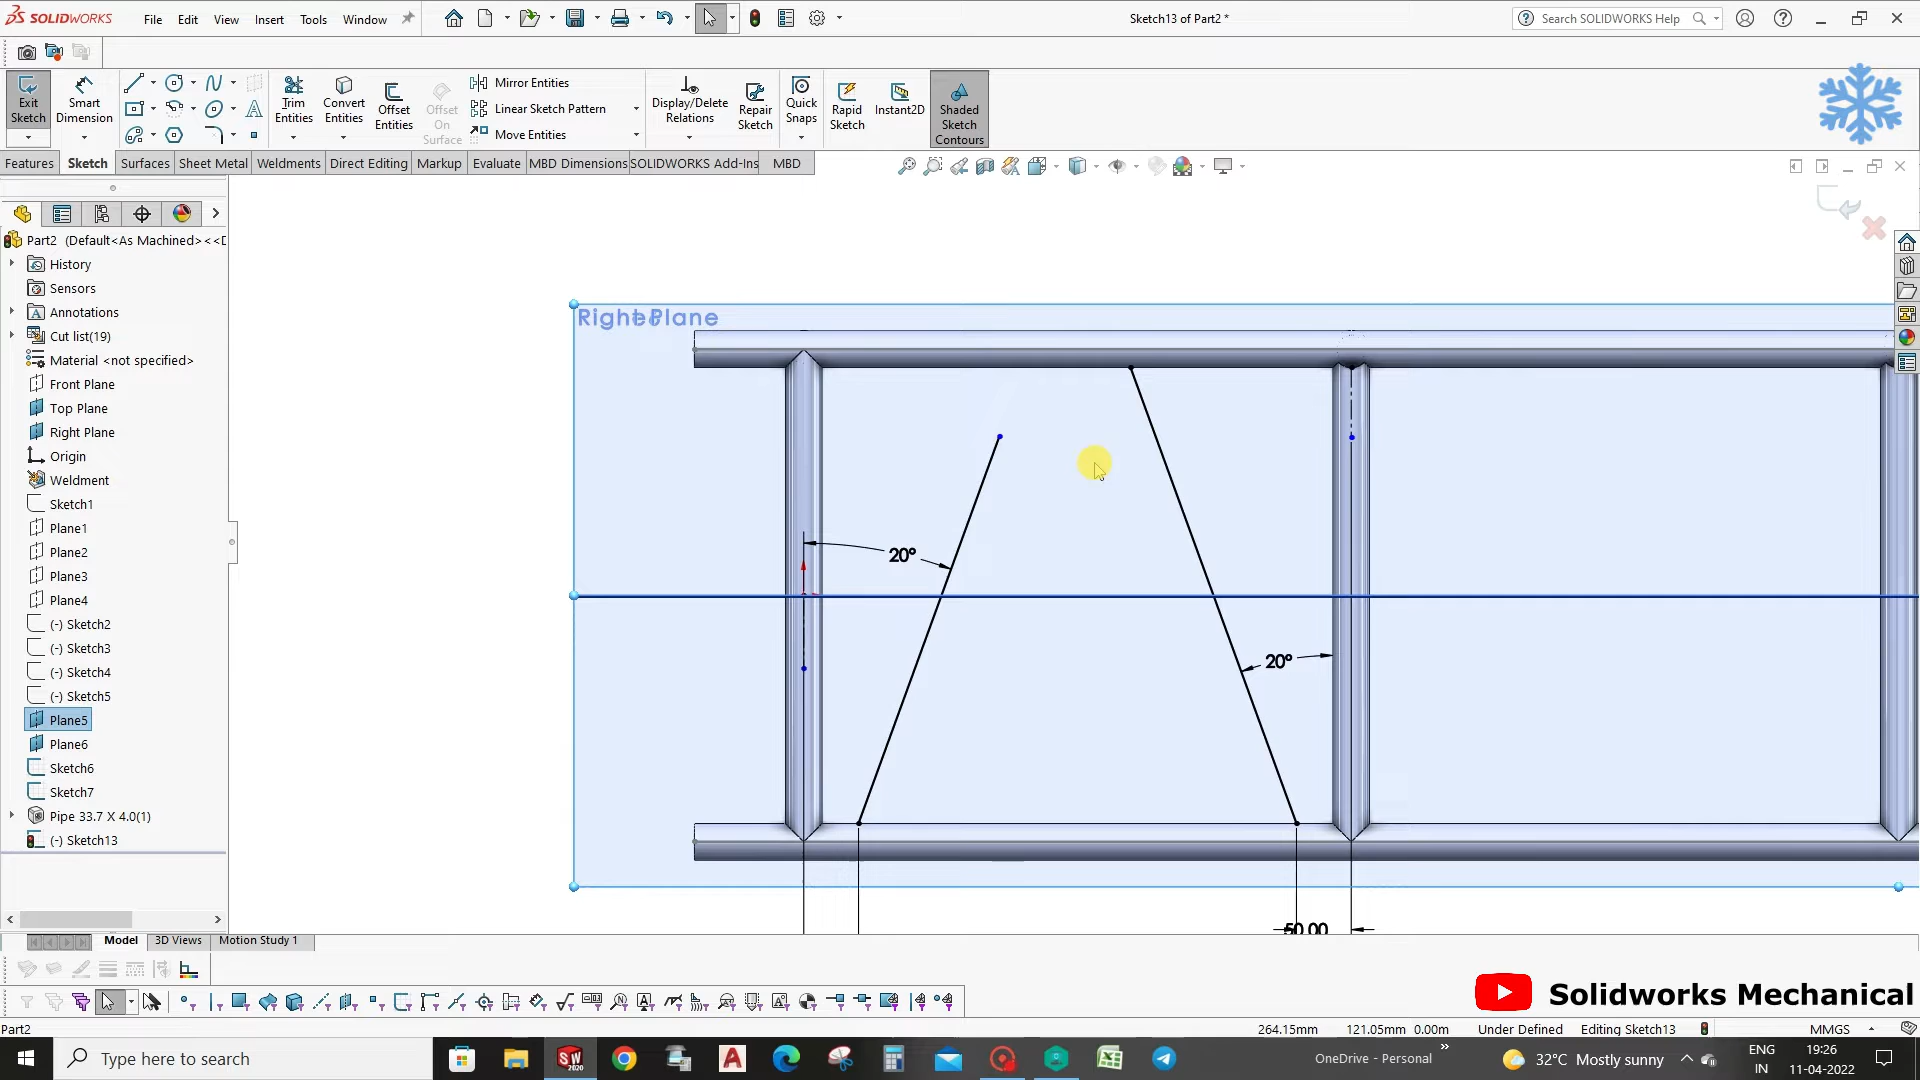 SOLIDWORKS
File Edit View Insert Tools Window
Sketch13 of Part2 *
Search SOLIDWORKS Help
Exit Sketch
Smart Dimension
Trim Entities
Convert Entities
Offset Entities
Offset On Surface
Mirror Entities
Linear Sketch Pattern
Move Entities
Display/Delete Relations
Repair Sketch
Quick Snaps
Rapid Sketch
Instant2D
Shaded Sketch Contours
Features Sketch Surfaces Sheet Metal Weldments Direct Editing Markup Evaluate MBD Dimensions SOLIDWORKS Add-Ins MBD
Part2 (Default<As Machined><<D
History
Sensors
Annotations
Cut list(19)
Material <not specified>
Front Plane
Top Plane
Right Plane
Origin
Weldment
Sketch1
Plane1
Plane2
Plane3
Plane4
(-) Sketch2
(-) Sketch3
(-) Sketch4
(-) Sketch5
Plane5
Plane6
Sketch6
Sketch7
Pipe 33.7 X 4.0(1)
(-) Sketch13
Right Plane
20°
20°
50.00
Model 3D Views Motion Study 1
Solidworks Mechanical
Part2
264.15mm 121.05mm 0.00m Under Defined Editing Sketch13 MMGS
Type here to search
OneDrive - Personal
32°C Mostly sunny
ENG
IN
19:26
11-04-2022